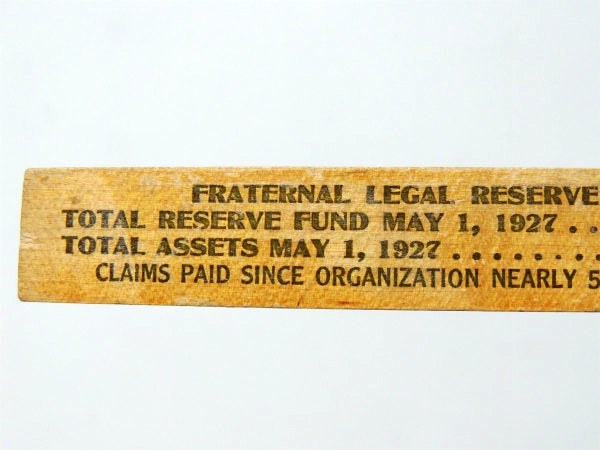 FRATERNAL LEGAL RESERVE
TOTAL RESERVE FUND MAY 1, 1927 . .
TOTAL ASSETS MAY 1, 1927 . . . . . . . .
CLAIMS PAID SINCE ORGANIZATION NEARLY 5